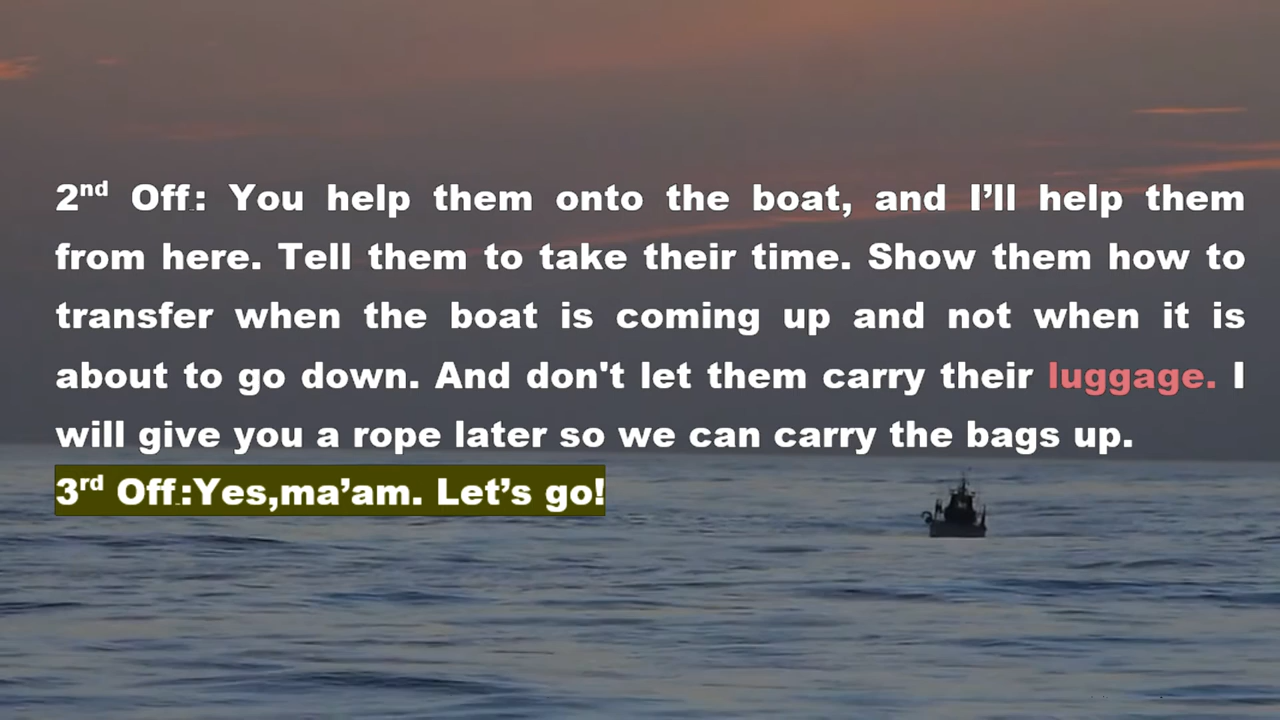 2nd Off: You help them onto the boat, and I’ll help them
from here. Tell them to take their time. Show them how to
transfer when the boat is coming up and not when it is
about to go down. And don't let them carry their luggage. I
will give you a rope later so we can carry the bags up.
3rd Off:Yes,ma’am. Let’s go!